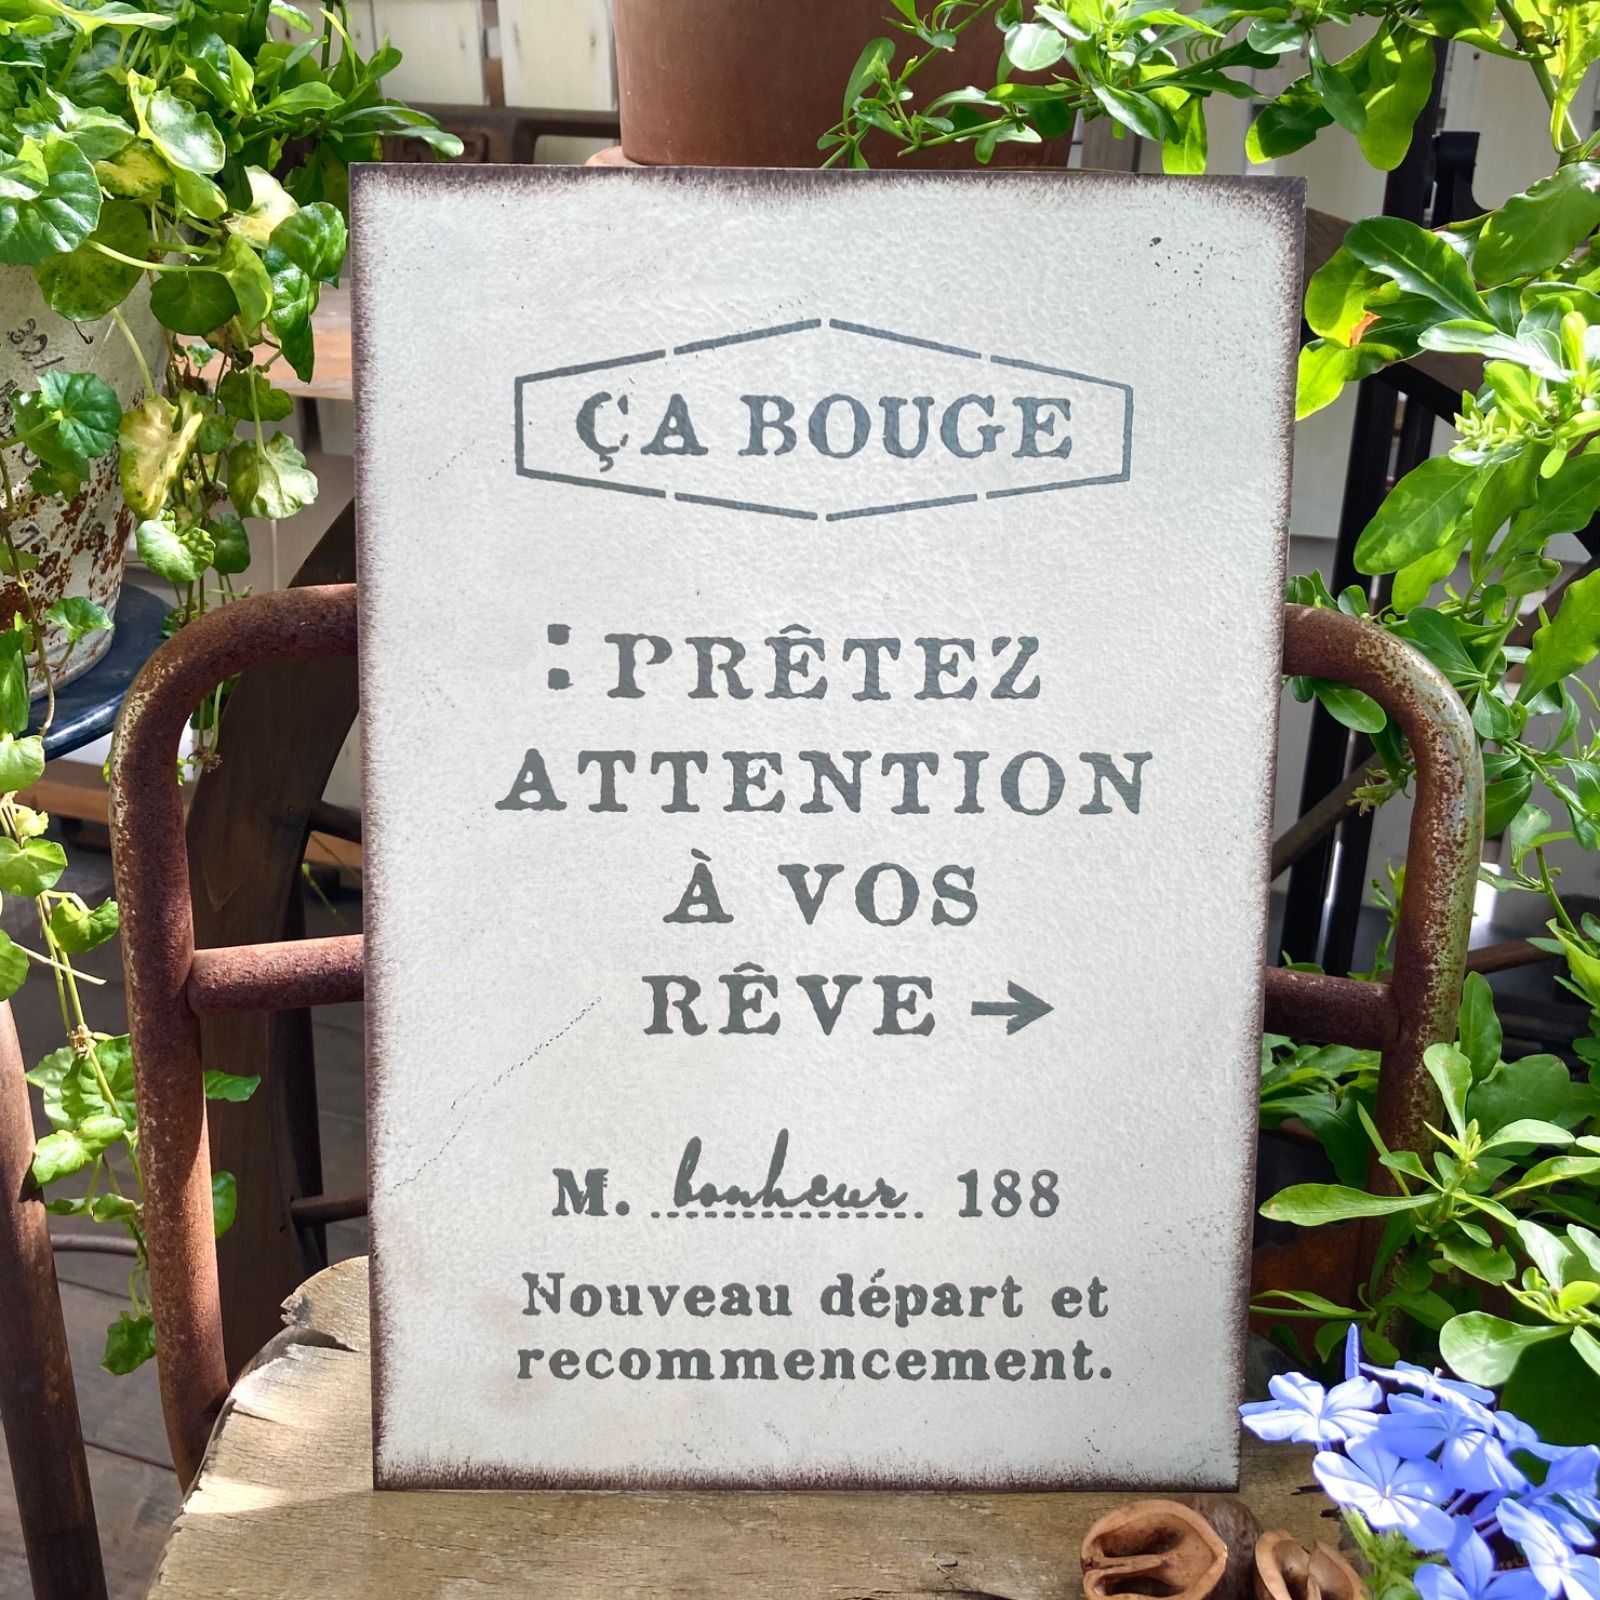 ÇA BOUGE
: PRÊTEZ
ATTENTION
À VOS
RÊVE →
M. bonheur 188
Nouveau départ et
recommencement.